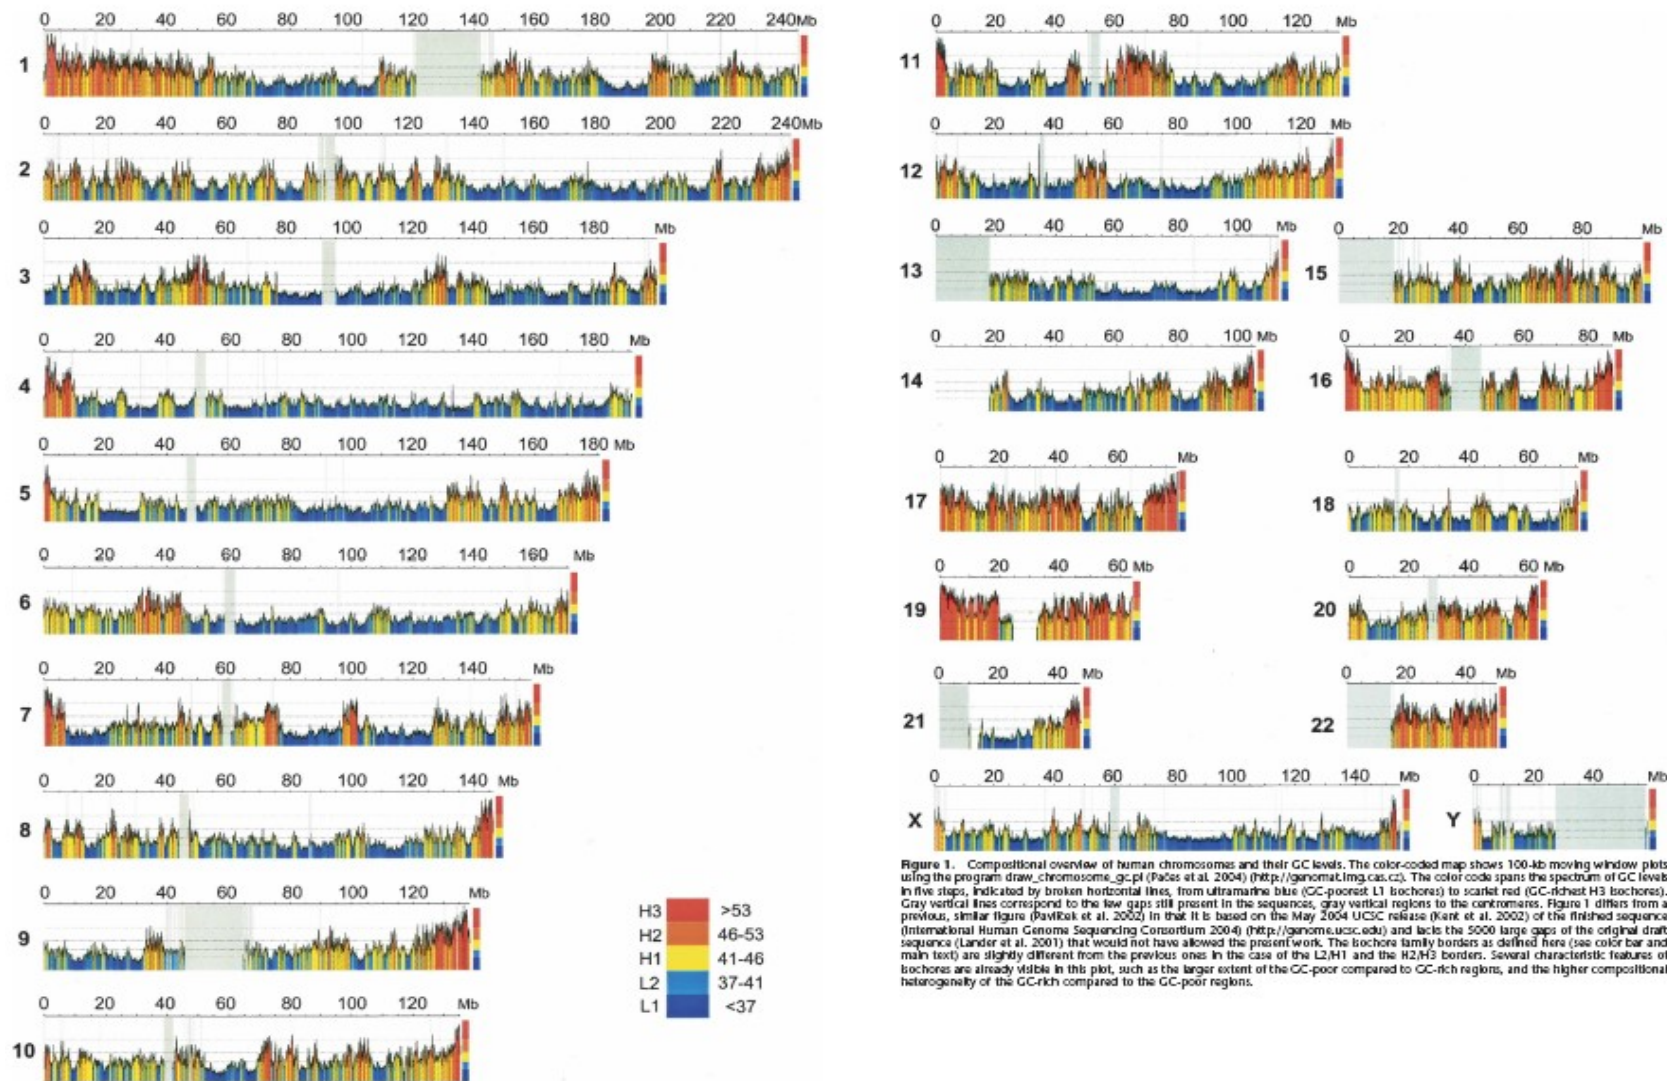 0 20 40 60 80 100 120 140 160 180 200 220 240Mb
1
0 20 40 60 80 100 120 140 160 180 200 220 240Mb
2
0 20 40 60 80 100 120 140 160 180 Mb
3
0 20 40 60 80 100 120 140 160 180 Mb
4
0 20 40 60 80 100 120 140 160 180 Mb
5
0 20 40 60 80 100 120 140 160 Mb
6
0 20 40 60 80 100 120 140 Mb
7
0 20 40 60 80 100 120 140 Mb
8
0 20 40 60 80 100 120 Mb
9
0 20 40 60 80 100 120 Mb
10
H3 >53
H2 46-53
H1 41-46
L2 37-41
L1 <37
0 20 40 60 80 100 120 Mb
11
0 20 40 60 80 100 120 Mb
12
0 20 40 60 80 100 Mb
13
0 20 40 60 80 Mb
15
0 20 40 60 80 100 Mb
14
0 20 40 60 80 Mb
16
0 20 40 60 Mb
17
0 20 40 60 Mb
18
0 20 40 60 Mb
19
0 20 40 60 Mb
20
0 20 40 Mb
21
0 20 40 Mb
22
0 20 40 60 80 100 120 140 Mb
X
0 40 Mb
Y
Figure 1. Compositional overview of human chromosomes and their GC levels. The color-coded map shows 100-kb moving window plots
using the program draw_chromosome_gc.pl (Pačes et al. 2004) (http://genomat.img.cas.cz). The color code spans the spectrum of GC levels
in five steps, indicated by broken horizontal lines, from ultramarine blue (GC-poorest L1 isochores) to scarlet red (GC-richest H3 isochores).
Gray vertical lines correspond to the few gaps still present in the sequences, gray vertical regions to the centromeres. Figure 1 differs from a
previous, similar figure (Pavlíček et al. 2002) in that it is based on the May 2004 UCSC release (Kent et al. 2002) of the finished sequence
(International Human Genome Sequencing Consortium 2004) (http://genome.ucsc.edu) and lacks the 5000 large gaps of the original draft
sequence (Lander et al. 2001) that would not have allowed the present work. The isochore family borders as defined here (see color bar and
main text) are slightly different from the previous ones in the case of the L2/H1 and the H2/H3 borders. Several characteristic features of
isochores are already visible in this plot, such as the larger extent of the GC-poor compared to GC-rich regions, and the higher compositional
heterogeneity of the GC-rich compared to the GC-poor regions.